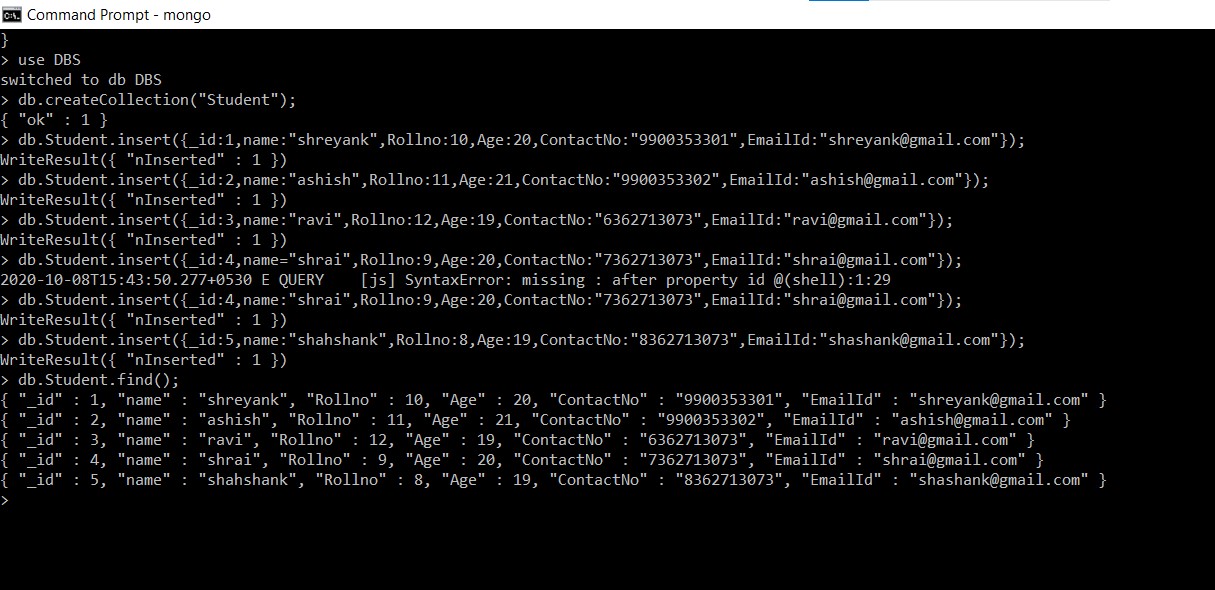 Command Prompt - mongo
}
> use DBS
switched to db DBS
> db.createCollection("Student");
{ "ok" : 1 }
> db.Student.insert({_id:1,name:"shreyank",Rollno:10,Age:20,ContactNo:"9900353301",EmailId:"shreyank@gmail.com"});
WriteResult({ "nInserted" : 1 })
> db.Student.insert({_id:2,name:"ashish",Rollno:11,Age:21,ContactNo:"9900353302",EmailId:"ashish@gmail.com"});
WriteResult({ "nInserted" : 1 })
> db.Student.insert({_id:3,name:"ravi",Rollno:12,Age:19,ContactNo:"6362713073",EmailId:"ravi@gmail.com"});
WriteResult({ "nInserted" : 1 })
> db.Student.insert({_id:4,name="shrai",Rollno:9,Age:20,ContactNo:"7362713073",EmailId:"shrai@gmail.com"});
2020-10-08T15:43:50.277+0530 E QUERY    [js] SyntaxError: missing : after property id @(shell):1:29
> db.Student.insert({_id:4,name:"shrai",Rollno:9,Age:20,ContactNo:"7362713073",EmailId:"shrai@gmail.com"});
WriteResult({ "nInserted" : 1 })
> db.Student.insert({_id:5,name:"shahshank",Rollno:8,Age:19,ContactNo:"8362713073",EmailId:"shashank@gmail.com"});
WriteResult({ "nInserted" : 1 })
> db.Student.find();
{ "_id" : 1, "name" : "shreyank", "Rollno" : 10, "Age" : 20, "ContactNo" : "9900353301", "EmailId" : "shreyank@gmail.com" }
{ "_id" : 2, "name" : "ashish", "Rollno" : 11, "Age" : 21, "ContactNo" : "9900353302", "EmailId" : "ashish@gmail.com" }
{ "_id" : 3, "name" : "ravi", "Rollno" : 12, "Age" : 19, "ContactNo" : "6362713073", "EmailId" : "ravi@gmail.com" }
{ "_id" : 4, "name" : "shrai", "Rollno" : 9, "Age" : 20, "ContactNo" : "7362713073", "EmailId" : "shrai@gmail.com" }
{ "_id" : 5, "name" : "shahshank", "Rollno" : 8, "Age" : 19, "ContactNo" : "8362713073", "EmailId" : "shashank@gmail.com" }
>